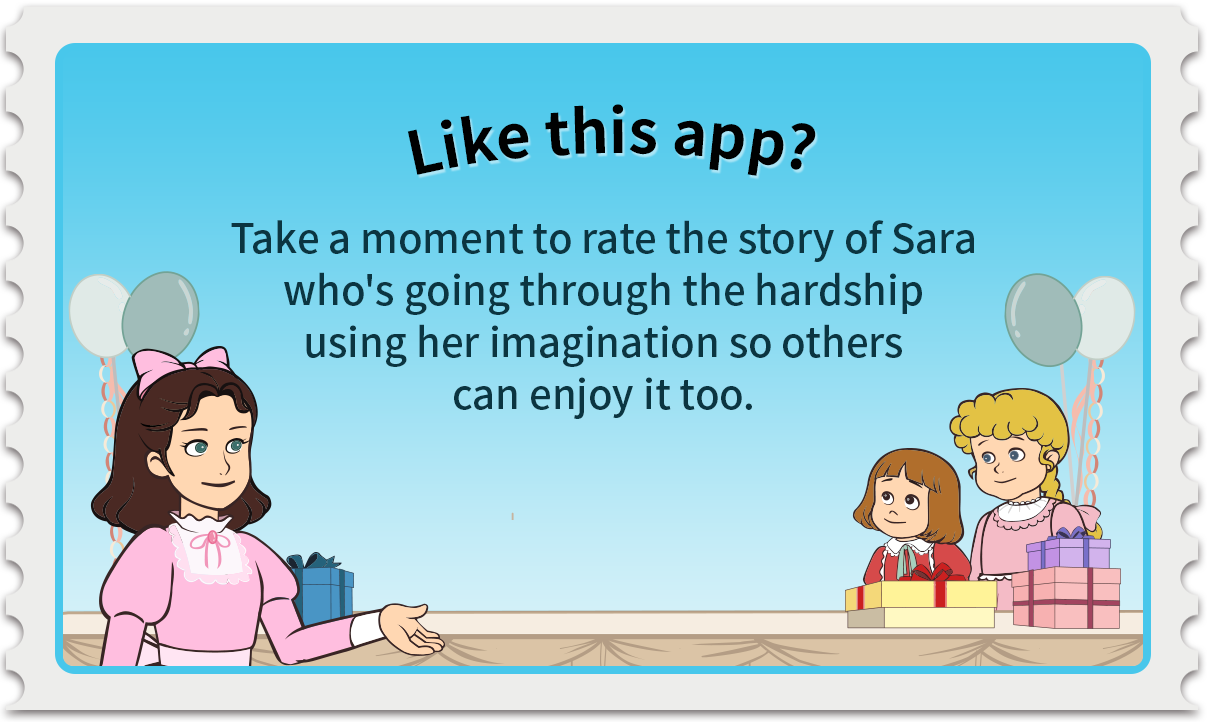 Like this app?
Take a moment to rate the story of Sara
who's going through the hardship
using her imagination so others
can enjoy it too.